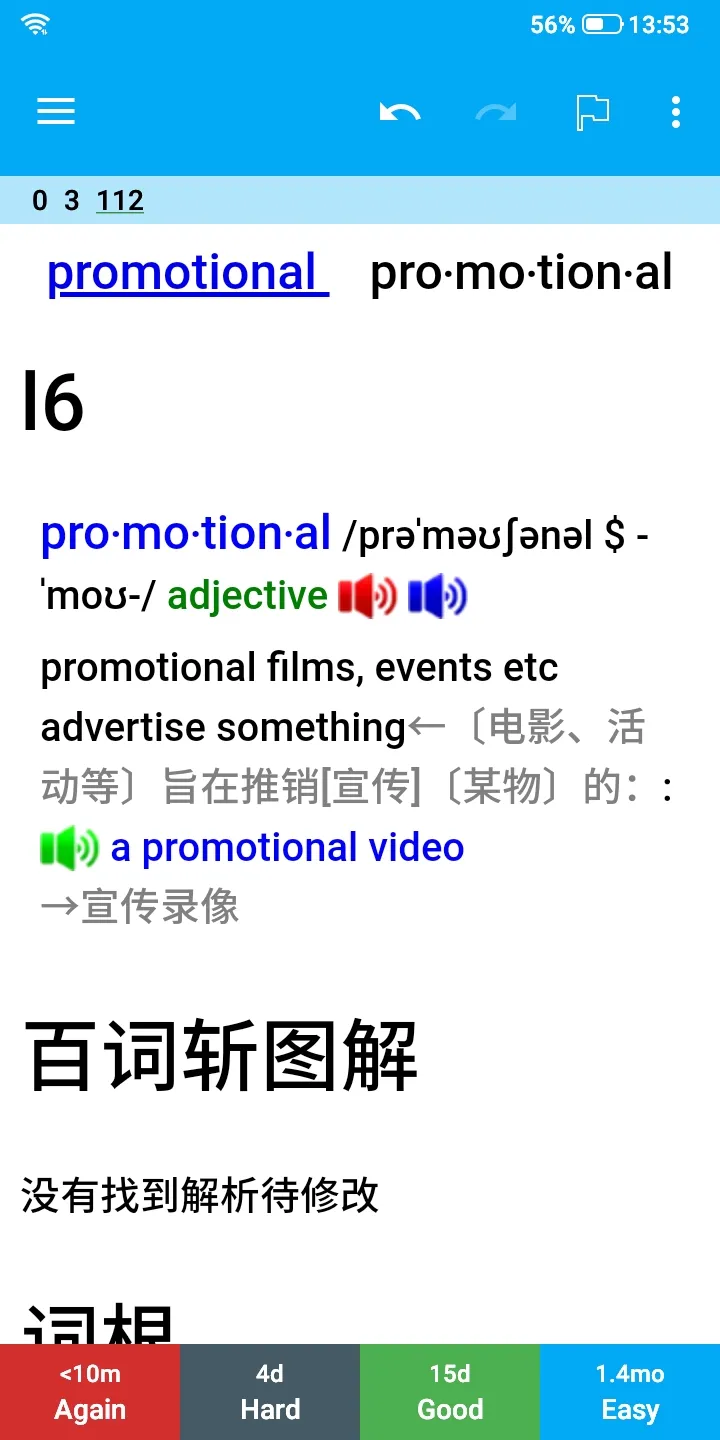 56% 13:53
0 3 112
promotional pro·mo·tion·al
l6
pro·mo·tion·al /prəˈməʊʃənəl $ -
ˈmoʊ-/ adjective
promotional films, events etc
advertise something←〔电影、活
动等〕旨在推销[宣传]〔某物〕的：:
a promotional video
→宣传录像
百词斩图解
没有找到解析待修改
词根
<10m 4d 15d 1.4mo
Again Hard Good Easy